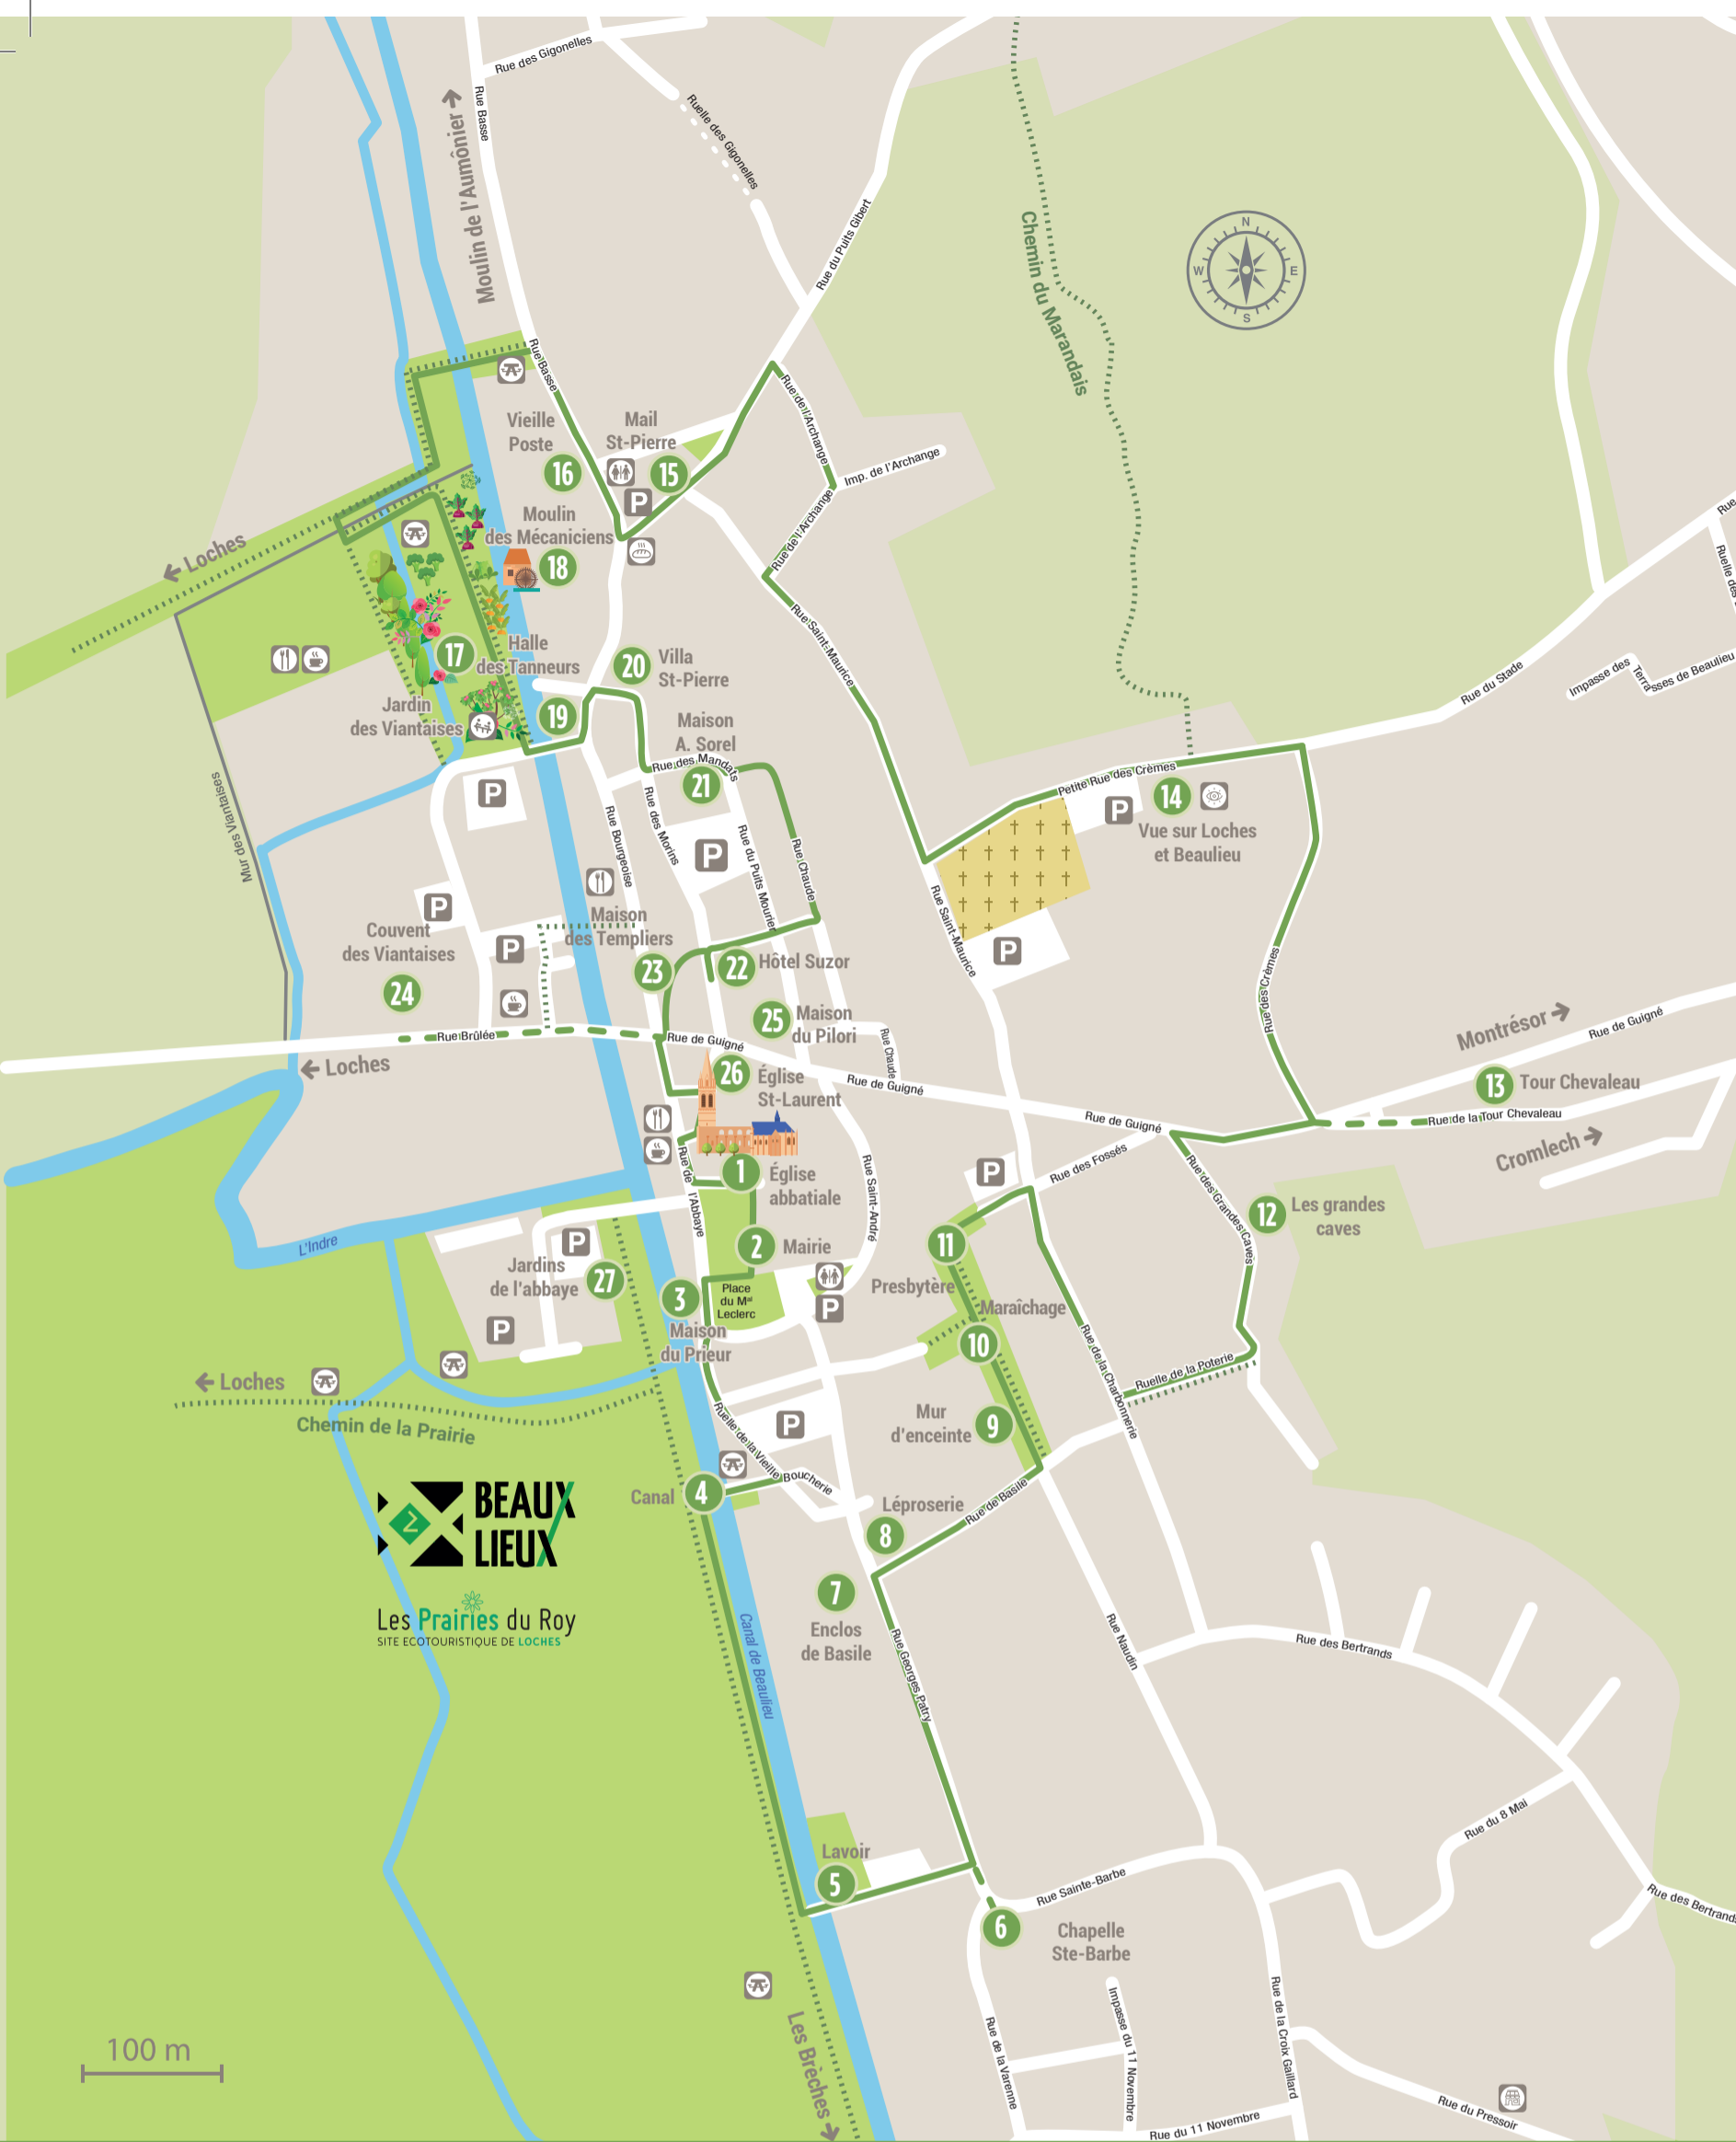 Rue des Gigonelles
Ruelle des Gigonelles
Rue Basse
Moulin de l'Aumônier
Rue du Puits Gibert
Chemin du Marandais
N
W
E
S
Rue Basse
Vieille
Poste
16
Mail
St-Pierre
15
P
Rue de l'Archange
Imp. de l'Archange
Rue de l'Archange
Moulin
des Mécaniciens
18
Loches
Rue Saint-Maurice
17
Halle
des Tanneurs
20
Villa
St-Pierre
Jardin
des Viantaises
19
Maison
A. Sorel
Rue des Mandats
21
Rue du Stade
Impasse des
Terrasses de Beaulieu
Rue
Ruelle des
Petite Rue des Crèmes
14
P
Vue sur Loches
et Beaulieu
Mur des Viantaises
P
Rue Bourgeoise
Rue des Morins
P
Rue du Puits Mourier
Rue Chaude
Rue Saint-Maurice
P
P
Couvent
des Viantaises
24
P
Maison
des Templiers
23
22
Hôtel Suzor
25
Maison
du Pilori
Rue Chaude
Rue des Crèmes
Montrésor
Rue de Guigné
Rue Brûlée
Loches
Rue de Guigné
26
Église
St-Laurent
Rue de Guigné
Rue de Guigné
13
Tour Chevaleau
Rue de la Tour Chevaleau
Cromlech
Rue de l'Abbaye
1
Église
abbatiale
Rue Saint-André
P
Rue des Fossés
Rue des Grandes Caves
12
Les grandes
caves
L'Indre
P
Jardins
de l'abbaye
27
P
2
Mairie
3
Place
du Mal
Leclerc
Maison
du Prieur
P
11
Presbytère
Maraîchage
10
Rue de la Charbonnerie
Ruelle de la Poterie
Loches
Chemin de la Prairie
Mur
d'enceinte
9
P
Ruelle de la Vieille Boucherie
Canal
4
Léproserie
8
Rue de Basile
BEAUX
LIEUX
Les Prairies du Roy
SITE ECOTOURISTIQUE DE LOCHES
7
Enclos
de Basile
Canal de Beaulieu
Rue Georges Patry
Rue Naudin
Rue des Bertrands
Rue du 8 Mai
Rue des Bertrands
Lavoir
5
Rue Sainte-Barbe
6
Chapelle
Ste-Barbe
Les Brèches
Rue de la Varenne
Impasse du 11 Novembre
Rue de la Croix Gaillard
Rue du 11 Novembre
Rue du Pressoir
100 m